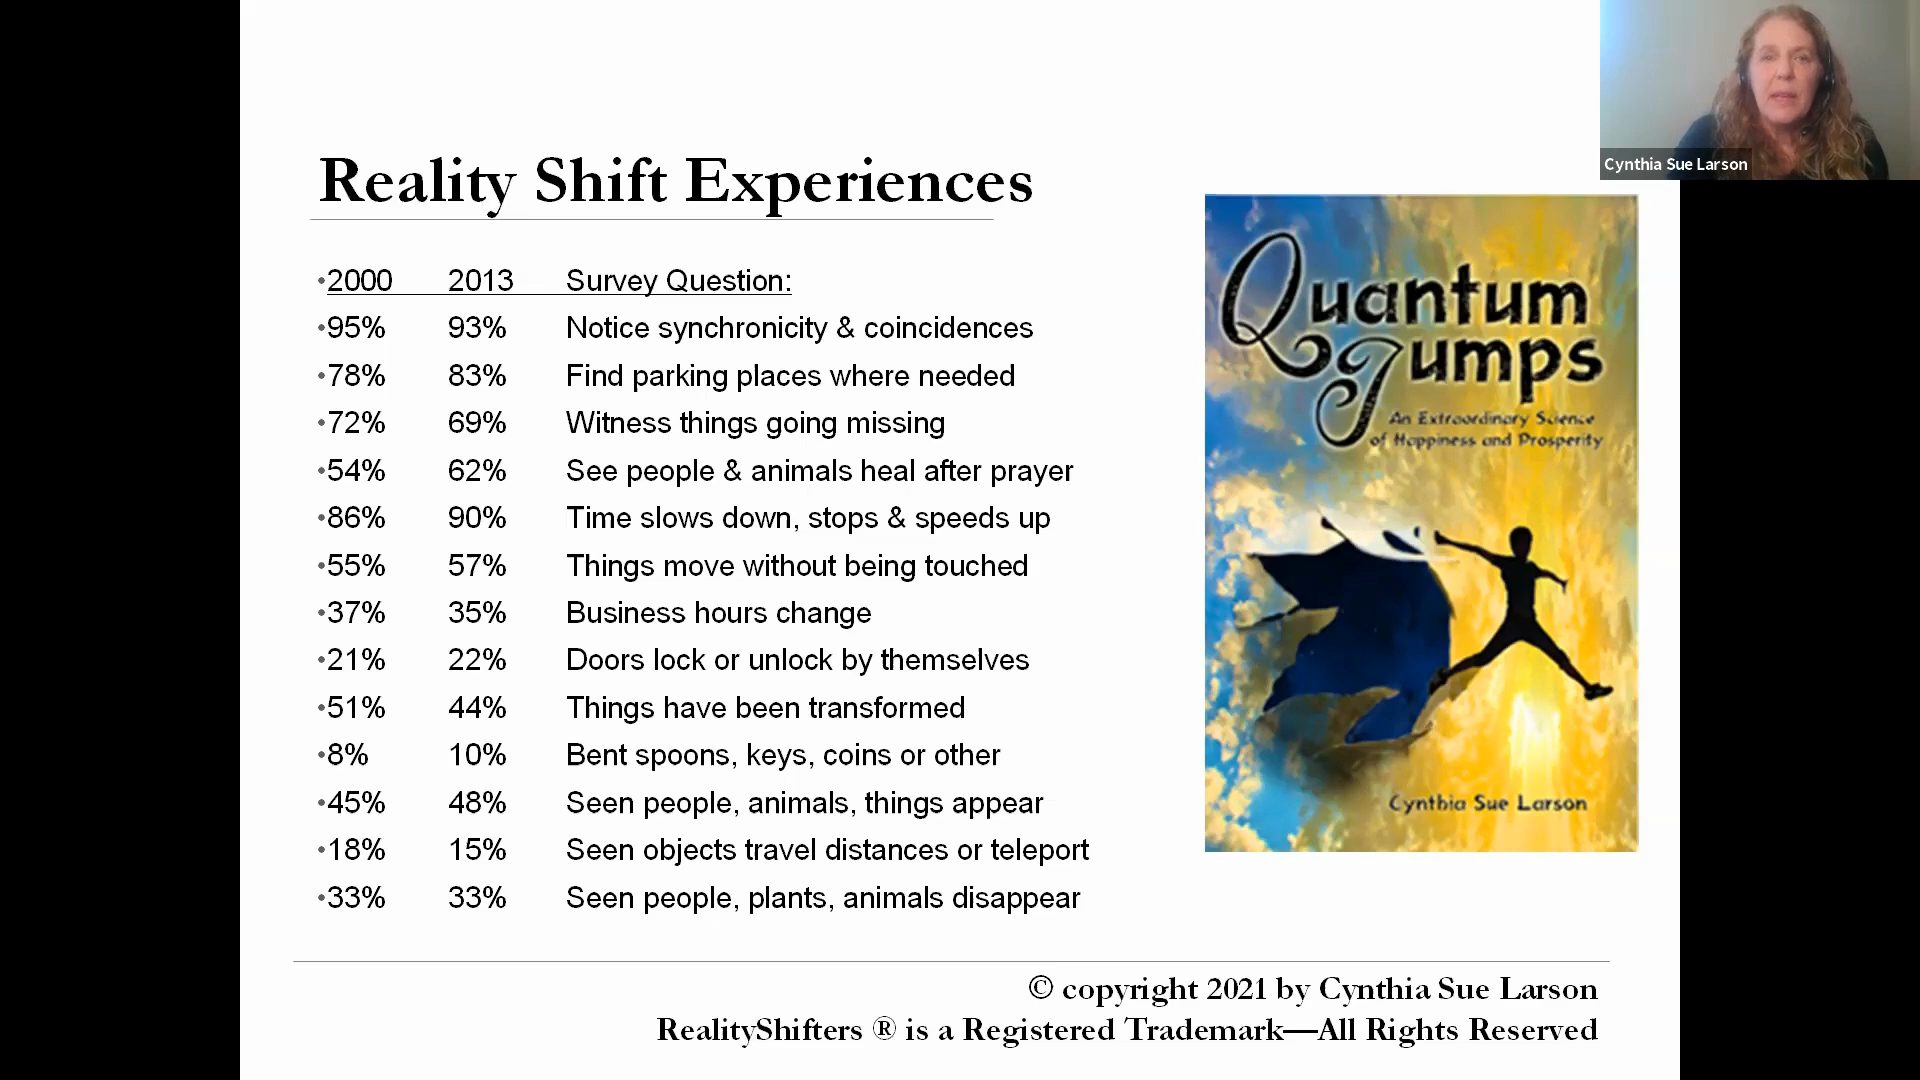 Cynthia Sue Larson
Reality Shift Experiences
•2000 2013 Survey Question:
•95% 93% Notice synchronicity & coincidences
•78% 83% Find parking places where needed
•72% 69% Witness things going missing
•54% 62% See people & animals heal after prayer
•86% 90% Time slows down, stops & speeds up
•55% 57% Things move without being touched
•37% 35% Business hours change
•21% 22% Doors lock or unlock by themselves
•51% 44% Things have been transformed
•8% 10% Bent spoons, keys, coins or other
•45% 48% Seen people, animals, things appear
•18% 15% Seen objects travel distances or teleport
•33% 33% Seen people, plants, animals disappear
Quantum
Jumps
An Extraordinary Science
of Happiness and Prosperity
Cynthia Sue Larson
© copyright 2021 by Cynthia Sue Larson
RealityShifters ® is a Registered Trademark—All Rights Reserved